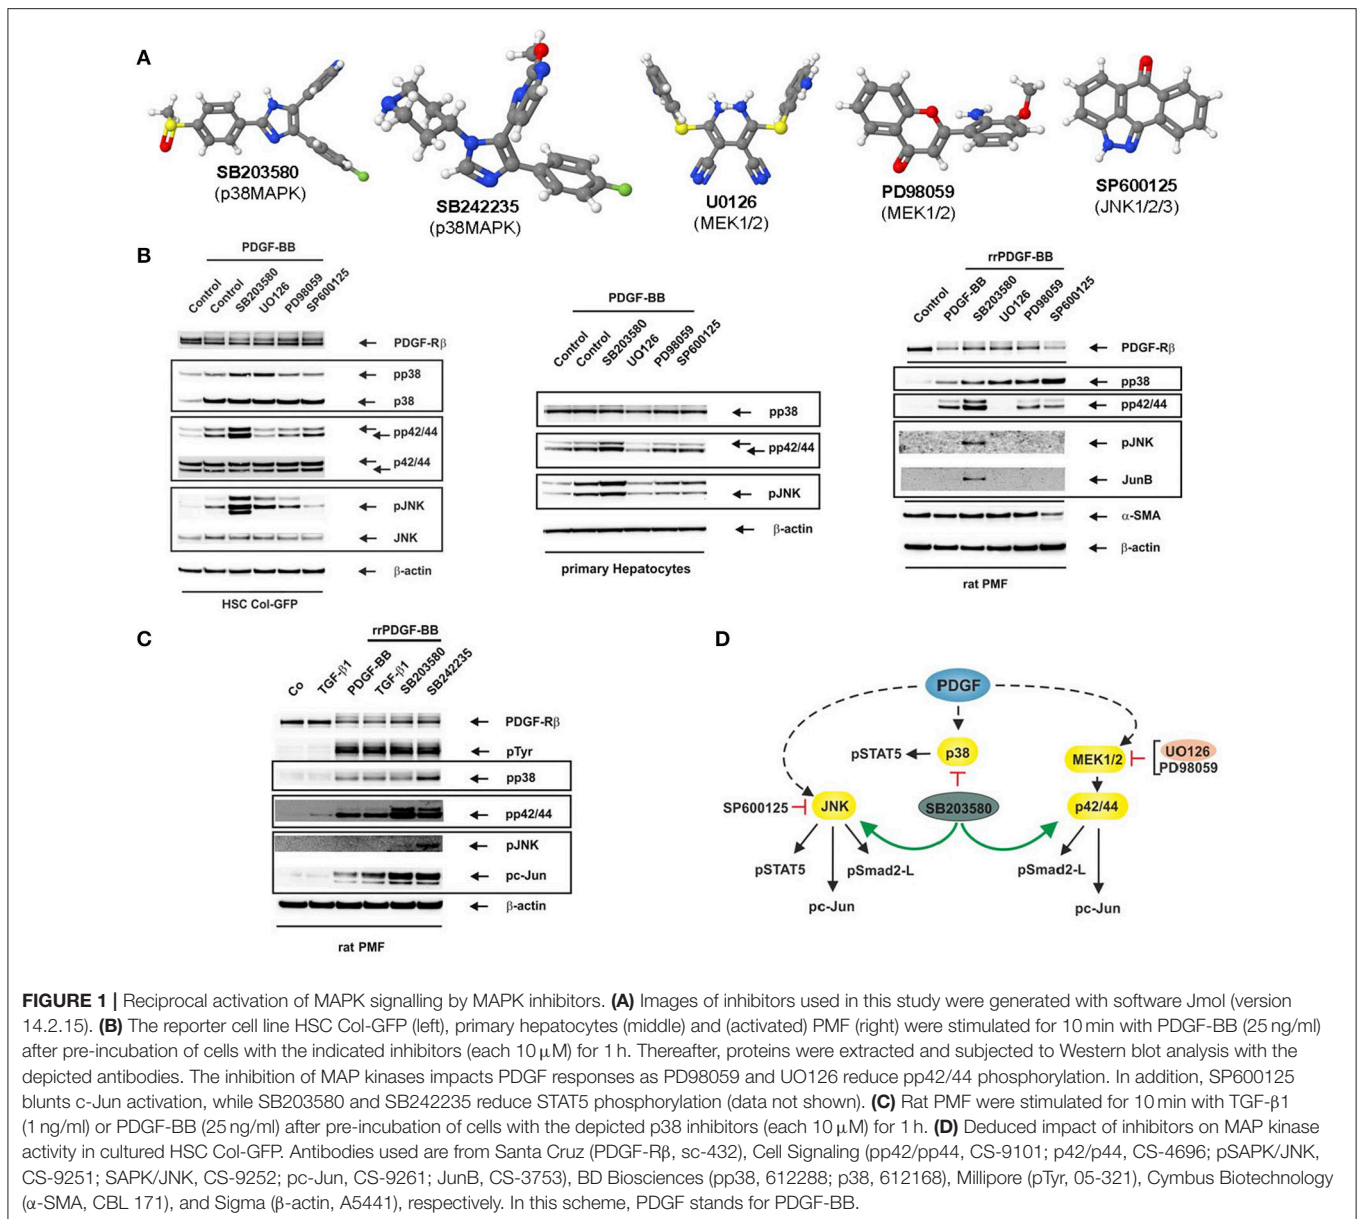 A
SB203580
(p38MAPK)
SB242235
(p38MAPK)
U0126
(MEK1/2)
PD98059
(MEK1/2)
SP600125
(JNK1/2/3)
B
PDGF-BB
Control
Control
SB203580
UO126
PD98059
SP600125
PDGF-Rβ
pp38
p38
pp42/44
p42/44
pJNK
JNK
β-actin
HSC Col-GFP
PDGF-BB
Control
Control
SB203580
UO126
PD98059
SP600125
pp38
pp42/44
pJNK
β-actin
primary Hepatocytes
rrPDGF-BB
Control
PDGF-BB
SB203580
UO126
PD98059
SP600125
PDGF-Rβ
pp38
pp42/44
pJNK
JunB
α-SMA
β-actin
rat PMF
C
rrPDGF-BB
Co
TGF-β1
PDGF-BB
TGF-β1
SB203580
SB242235
PDGF-Rβ
pTyr
pp38
pp42/44
pJNK
pc-Jun
β-actin
rat PMF
D
PDGF
pSTAT5
p38
MEK1/2
UO126
PD98059
SP600125
JNK
SB203580
p42/44
pSTAT5
pSmad2-L
pSmad2-L
pc-Jun
pc-Jun
FIGURE 1 | Reciprocal activation of MAPK signalling by MAPK inhibitors. (A) Images of inhibitors used in this study were generated with software Jmol (version
14.2.15). (B) The reporter cell line HSC Col-GFP (left), primary hepatocytes (middle) and (activated) PMF (right) were stimulated for 10 min with PDGF-BB (25 ng/ml)
after pre-incubation of cells with the indicated inhibitors (each 10 μM) for 1 h. Thereafter, proteins were extracted and subjected to Western blot analysis with the
depicted antibodies. The inhibition of MAP kinases impacts PDGF responses as PD98059 and UO126 reduce pp42/44 phosphorylation. In addition, SP600125
blunts c-Jun activation, while SB203580 and SB242235 reduce STAT5 phosphorylation (data not shown). (C) Rat PMF were stimulated for 10 min with TGF-β1
(1 ng/ml) or PDGF-BB (25 ng/ml) after pre-incubation of cells with the depicted p38 inhibitors (each 10 μM) for 1 h. (D) Deduced impact of inhibitors on MAP kinase
activity in cultured HSC Col-GFP. Antibodies used are from Santa Cruz (PDGF-Rβ, sc-432), Cell Signaling (pp42/pp44, CS-9101; p42/p44, CS-4696; pSAPK/JNK,
CS-9251; SAPK/JNK, CS-9252; pc-Jun, CS-9261; JunB, CS-3753), BD Biosciences (pp38, 612288; p38, 612168), Millipore (pTyr, 05-321), Cymbus Biotechnology
(α-SMA, CBL 171), and Sigma (β-actin, A5441), respectively. In this scheme, PDGF stands for PDGF-BB.